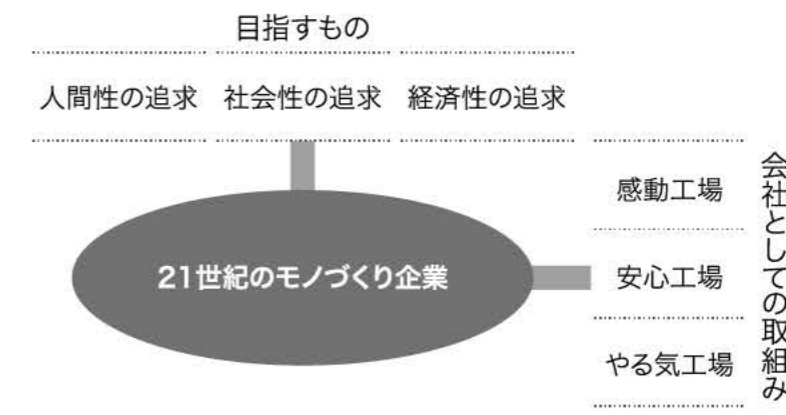 目指すもの
人間性の追求 社会性の追求 経済性の追求
感動工場
21世紀のモノづくり企業
安心工場
やる気工場
会社としての取組み